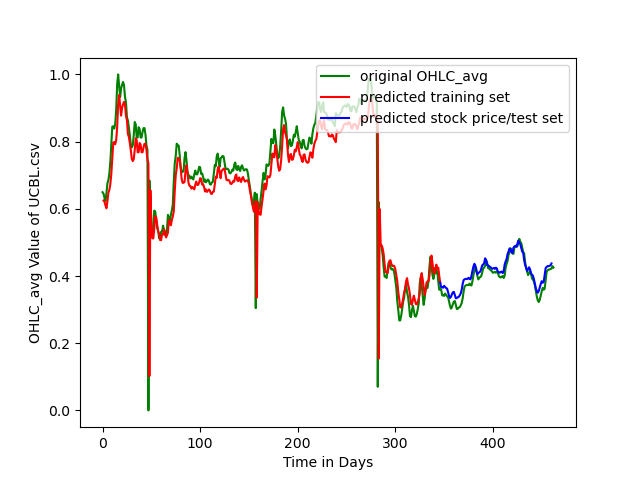 original OHLC_avg
predicted training set
predicted stock price/test set
1.0
0.8
0.6
0.4
0.2
0.0
OHLC_avg Value of UCBL.csv
0 100 200 300 400
Time in Days